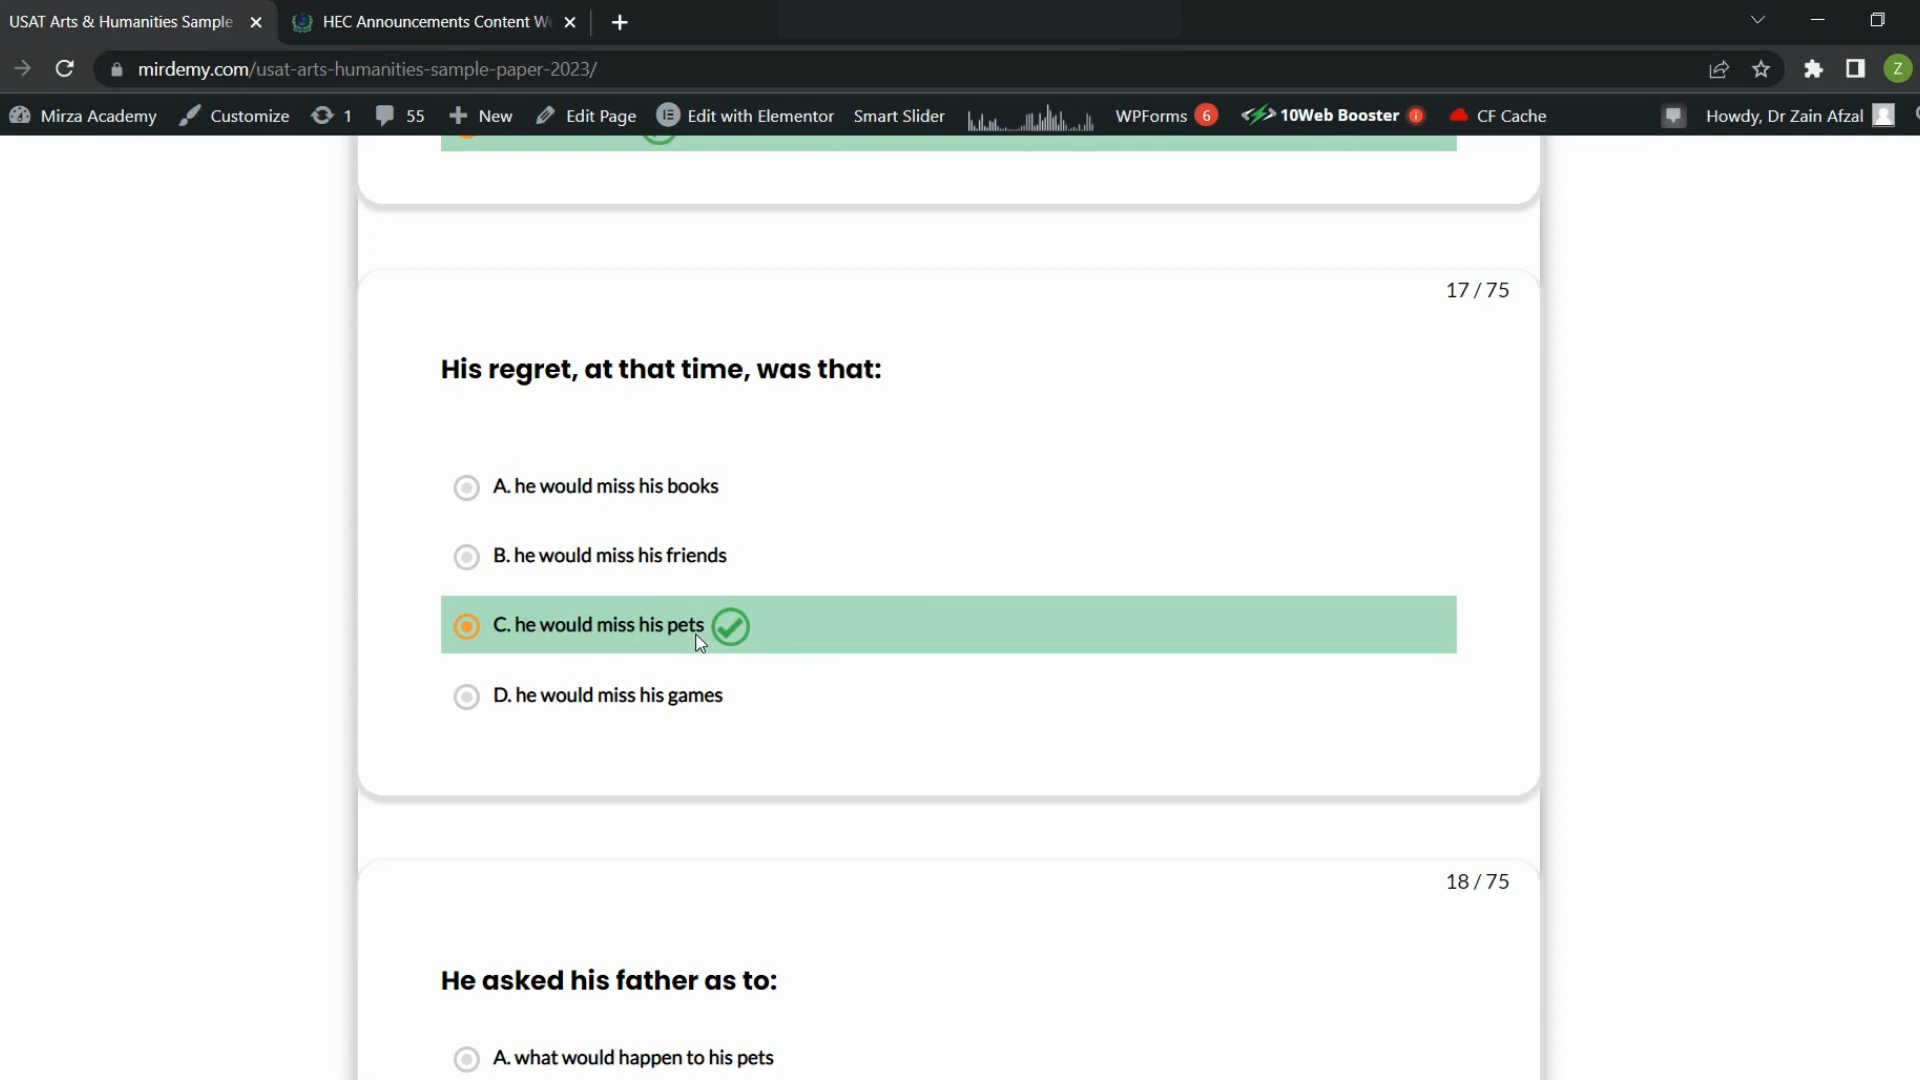 USAT Arts & Humanities Sample
HEC Announcements Content W
mirdemy.com/usat-arts-humanities-sample-paper-2023/
Z
Mirza Academy
Customize
1
55
New
Edit Page
Edit with Elementor
Smart Slider
WPForms 6
10Web Booster
CF Cache
Howdy, Dr Zain Afzal
17 / 75
His regret, at that time, was that:
A. he would miss his books
B. he would miss his friends
C. he would miss his pets
D. he would miss his games
18 / 75
He asked his father as to:
A. what would happen to his pets